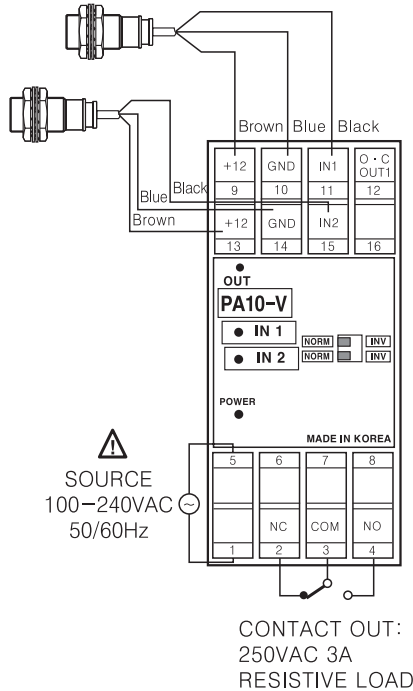 Brown Blue Black
+12 GND IN1 O·C OUT1
9 10 11 12
Black
Blue
Brown
+12 GND IN2
13 14 15 16
OUT
PA10-V
IN 1 NORM INV
IN 2 NORM INV
POWER
MADE IN KOREA
5 6 7 8
SOURCE
100-240VAC
50/60Hz
NC COM NO
1 2 3 4
CONTACT OUT:
250VAC 3A
RESISTIVE LOAD